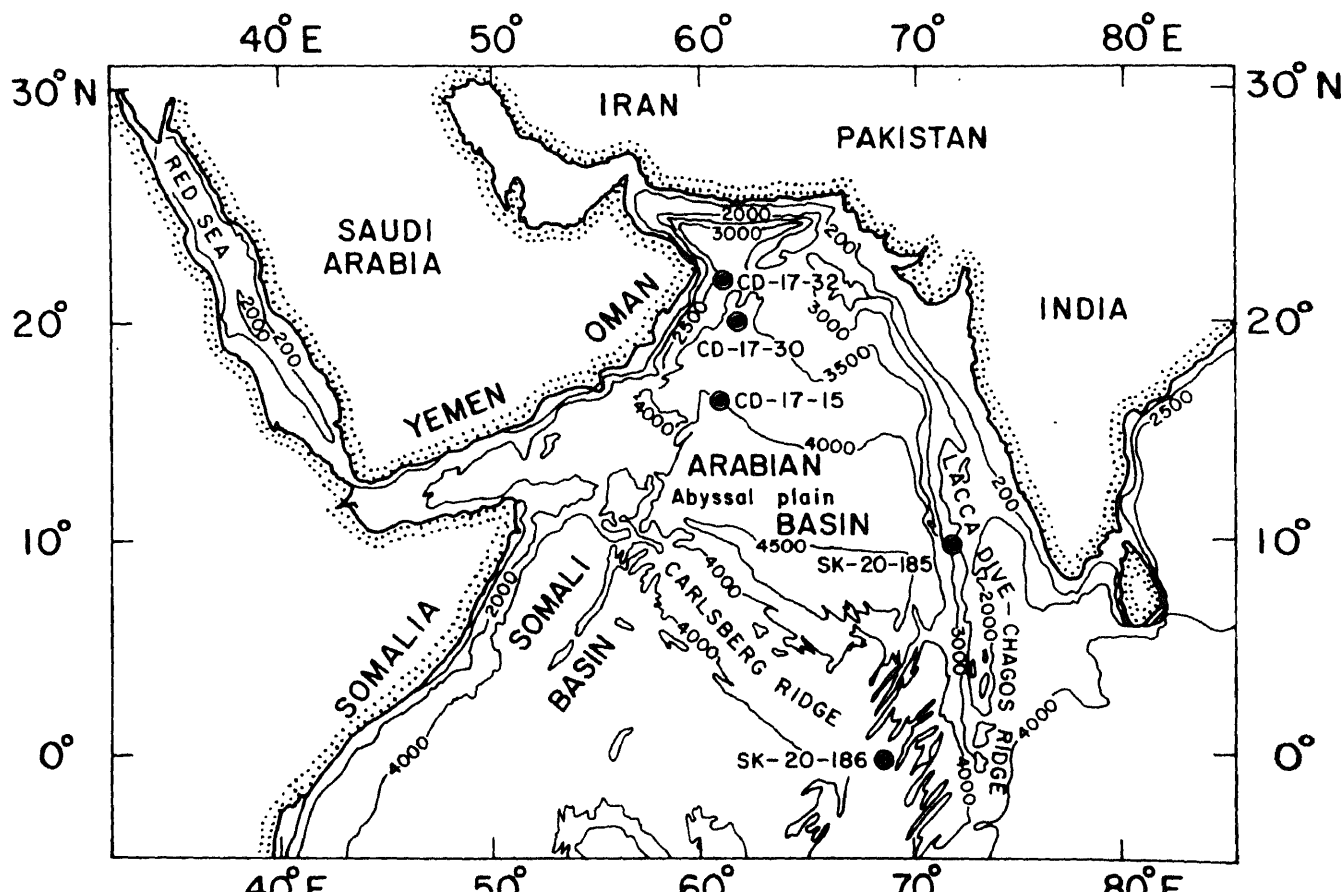 40°E 50° 60° 70° 80°E
30°N
30°N
IRAN
PAKISTAN
RED SEA
SAUDI
ARABIA
2000
3000
200
CD-17-32
OMAN
2500
3000
INDIA
20°
20°
2000
200
CD-17-30
3500
YEMEN
4000
CD-17-15
2500
4000
ARABIAN
Abyssal plain
BASIN
LACCA DIVE-CHAGOS RIDGE
200
10°
10°
4500
SK-20-185
2000
SOMALI
BASIN
4000
CARLSBERG RIDGE
4000
2000
3000
SOMALIA
4000
4000
0°
0°
SK-20-186
4000
40°E 50° 60° 70° 80°E